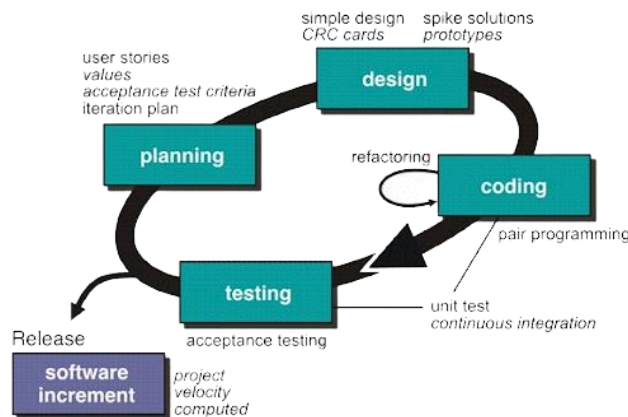 simple design
CRC cards
spike solutions
prototypes
user stories
values
acceptance test criteria
iteration plan
design
planning
refactoring
coding
pair programming
testing
unit test
continuous integration
acceptance testing
Release
software
increment
project
velocity
computed